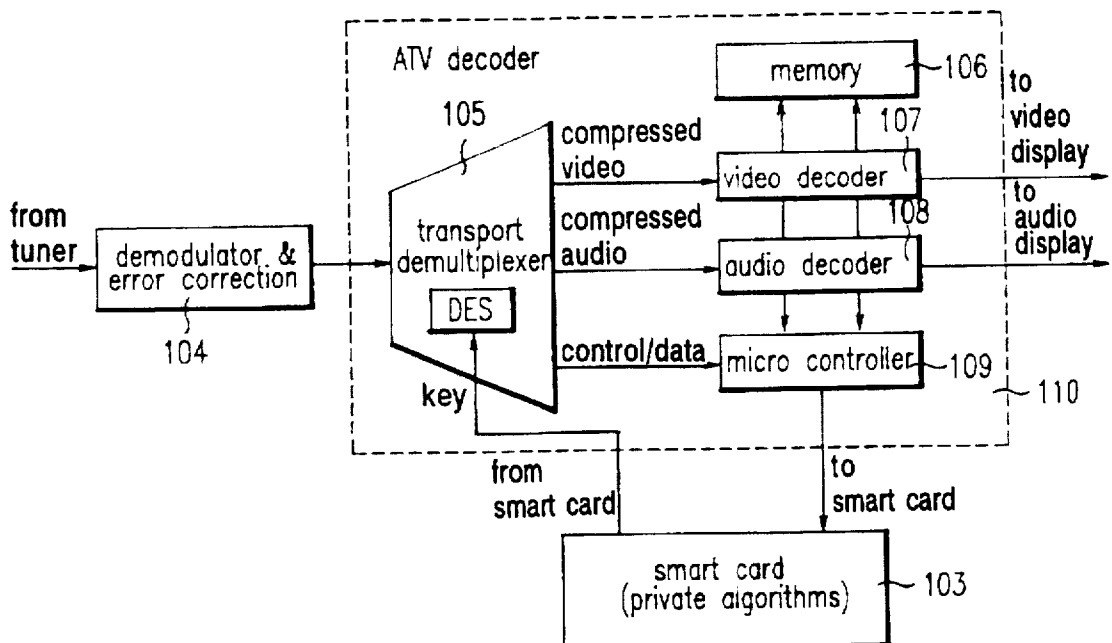 ATV decoder
memory
106
to
video
display
105
compressed
video
107
video decoder
to
audio
display
from
tuner
demodulator &
error correction
104
transport
demultiplexer
compressed
audio
108
audio decoder
DES
control/data
micro controller
109
key
110
from
smart card
to
smart card
smart card
(private algorithms)
103